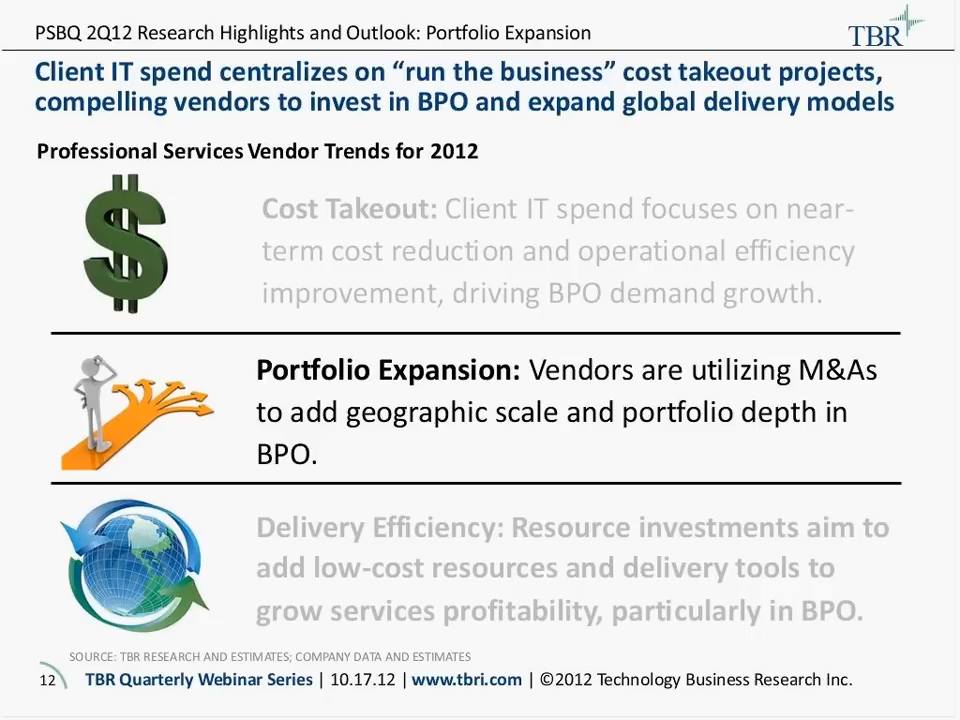 PSBQ 2Q12 Research Highlights and Outlook: Portfolio Expansion
TBR
Client IT spend centralizes on “run the business” cost takeout projects,
compelling vendors to invest in BPO and expand global delivery models
Professional Services Vendor Trends for 2012
$
Cost Takeout: Client IT spend focuses on near-
term cost reduction and operational efficiency
improvement, driving BPO demand growth.
Portfolio Expansion: Vendors are utilizing M&As
to add geographic scale and portfolio depth in
BPO.
Delivery Efficiency: Resource investments aim to
add low-cost resources and delivery tools to
grow services profitability, particularly in BPO.
SOURCE: TBR RESEARCH AND ESTIMATES; COMPANY DATA AND ESTIMATES
12 TBR Quarterly Webinar Series | 10.17.12 | www.tbri.com | ©2012 Technology Business Research Inc.